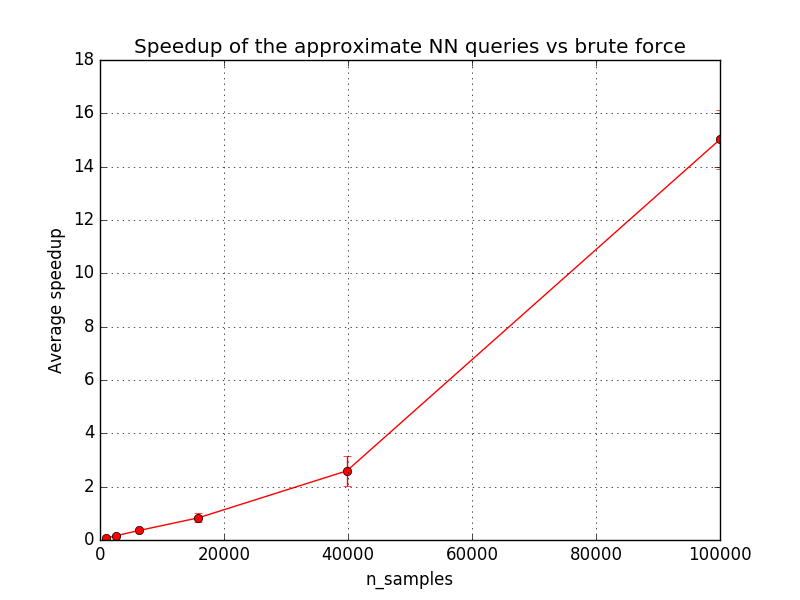 Speedup of the approximate NN queries vs brute force
18
16
14
12
10
8
6
4
2
0
Average speedup
0 20000 40000 60000 80000 100000
n_samples